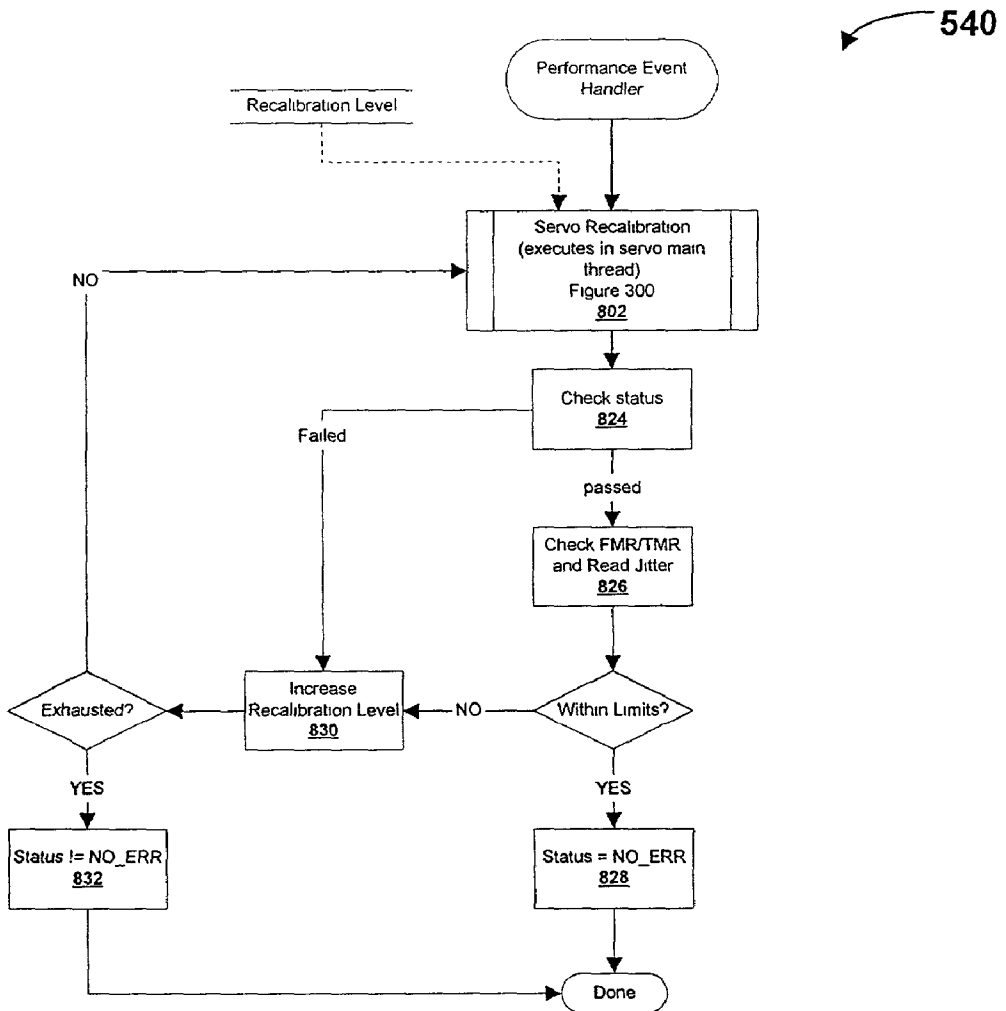 540
Performance Event
Handler
Recalibration Level
Servo Recalibration
(executes in servo main
thread)
Figure 300
802
NO
Check status
824
Failed
passed
Check FMR/TMR
and Read Jitter
826
Exhausted?
Increase
Recalibration Level
830
NO
Within Limits?
YES
YES
Status != NO_ERR
832
Status = NO_ERR
828
Done